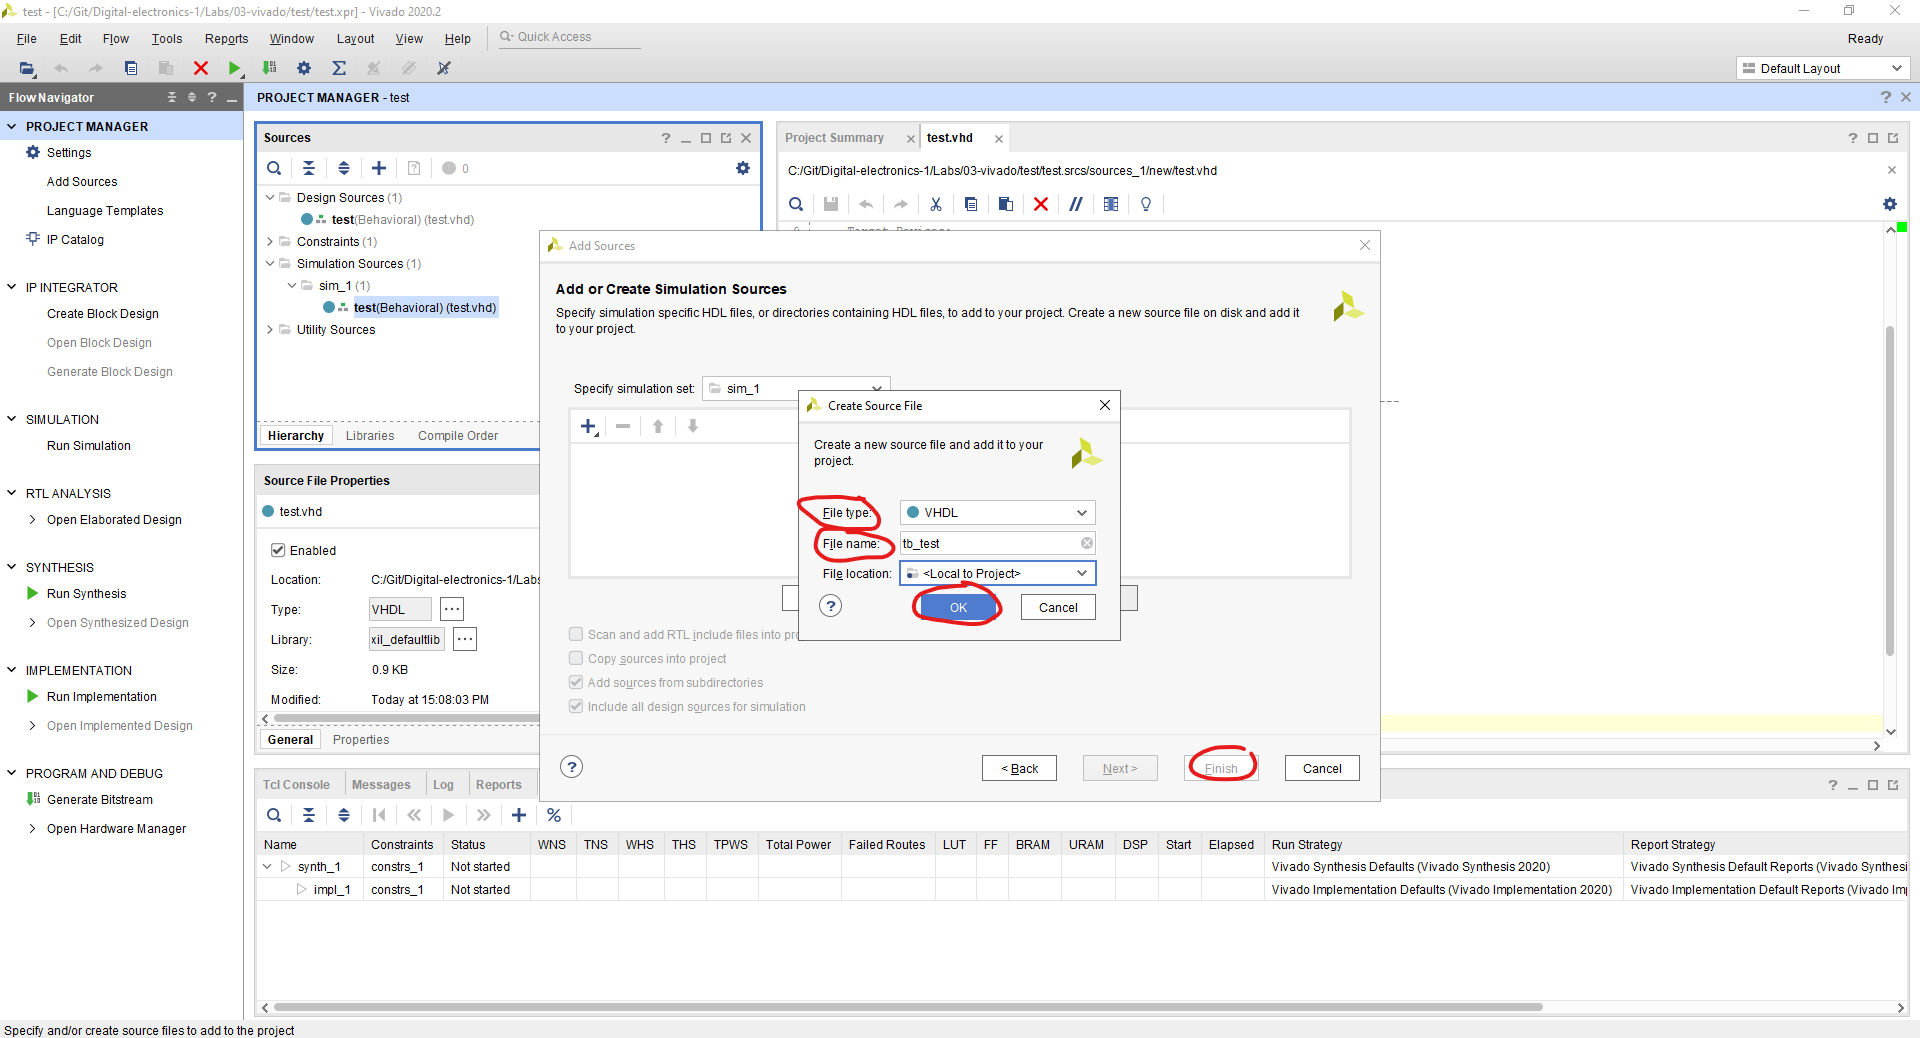 test - [C:/Git/Digital-electronics-1/Labs/03-vivado/test/test.xpr] - Vivado 2020.2
File Edit Flow Tools Reports Window Layout View Help Quick Access Ready
Default Layout
Flow Navigator
PROJECT MANAGER
Settings
Add Sources
Language Templates
IP Catalog
IP INTEGRATOR
Create Block Design
Open Block Design
Generate Block Design
SIMULATION
Run Simulation
RTL ANALYSIS
Open Elaborated Design
SYNTHESIS
Run Synthesis
Open Synthesized Design
IMPLEMENTATION
Run Implementation
Open Implemented Design
PROGRAM AND DEBUG
Generate Bitstream
Open Hardware Manager
PROJECT MANAGER - test
Sources
0
Design Sources (1)
test(Behavioral) (test.vhd)
Constraints (1)
Simulation Sources (1)
sim_1 (1)
test(Behavioral) (test.vhd)
Utility Sources
Hierarchy Libraries Compile Order
Source File Properties
test.vhd
Enabled
Location: C:/Git/Digital-electronics-1/Labs
Type: VHDL
Library: xil_defaultlib
Size: 0.9 KB
Modified: Today at 15:08:03 PM
General Properties
Project Summary test.vhd
C:/Git/Digital-electronics-1/Labs/03-vivado/test/test.srcs/sources_1/new/test.vhd
Add Sources
Add or Create Simulation Sources
Specify simulation specific HDL files, or directories containing HDL files, to add to your project. Create a new source file on disk and add it
to your project.
Specify simulation set: sim_1
Create Source File
Create a new source file and add it to your
project.
File type: VHDL
File name: tb_test
File location: <Local to Project>
? OK Cancel
Scan and add RTL include files into pro
Copy sources into project
Add sources from subdirectories
Include all design sources for simulation
? < Back Next > Finish Cancel
Tcl Console Messages Log Reports
Name Constraints Status WNS TNS WHS THS TPWS Total Power Failed Routes LUT FF BRAM URAM DSP Start Elapsed Run Strategy Report Strategy
synth_1 constrs_1 Not started Vivado Synthesis Defaults (Vivado Synthesis 2020) Vivado Synthesis Default Reports (Vivado Synthesi
impl_1 constrs_1 Not started Vivado Implementation Defaults (Vivado Implementation 2020) Vivado Implementation Default Reports (Vivado Im
Specify and/or create source files to add to the project